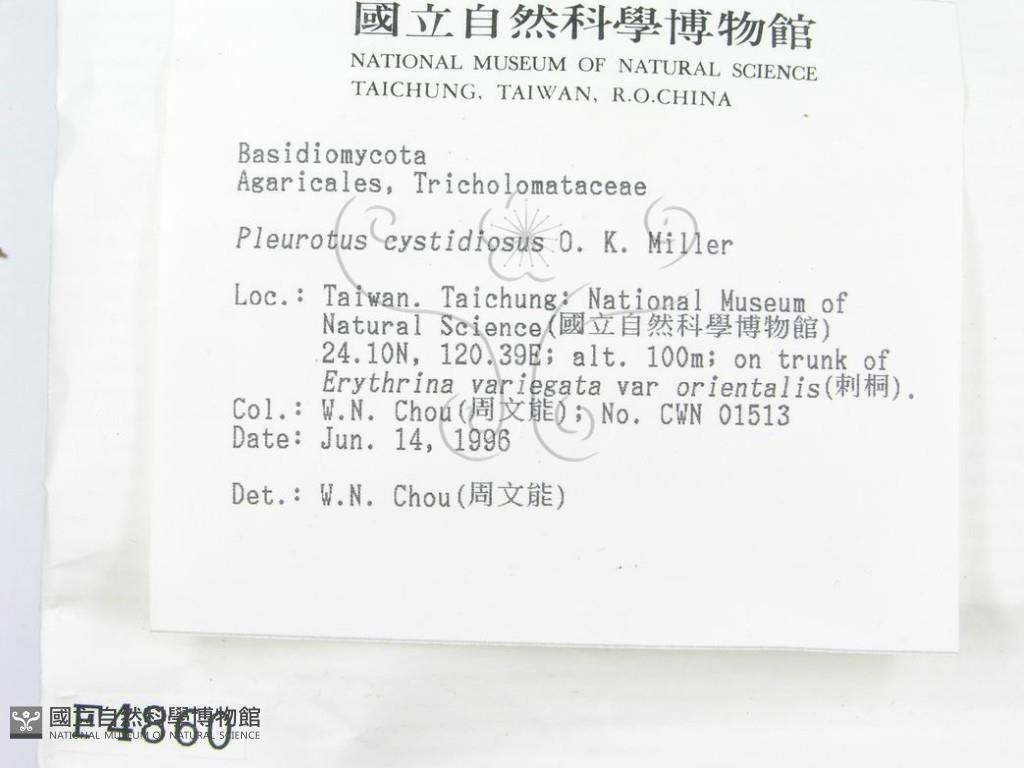 國立自然科學博物館
NATIONAL MUSEUM OF NATURAL SCIENCE
TAICHUNG, TAIWAN, R.O.CHINA
Basidiomycota
Agaricales, Tricholomataceae
Pleurotus cystidiosus O. K. Miller
Loc.: Taiwan. Taichung: National Museum of
Natural Science(國立自然科學博物館)
24.10N, 120.39E; alt. 100m; on trunk of
Erythrina variegata var orientalis(刺桐).
Col.: W.N. Chou(周文能); No. CWN 01513
Date: Jun. 14, 1996
Det.: W.N. Chou(周文能)
國立自然科學博物館
NATIONAL MUSEUM OF NATURAL SCIENCE
F4860